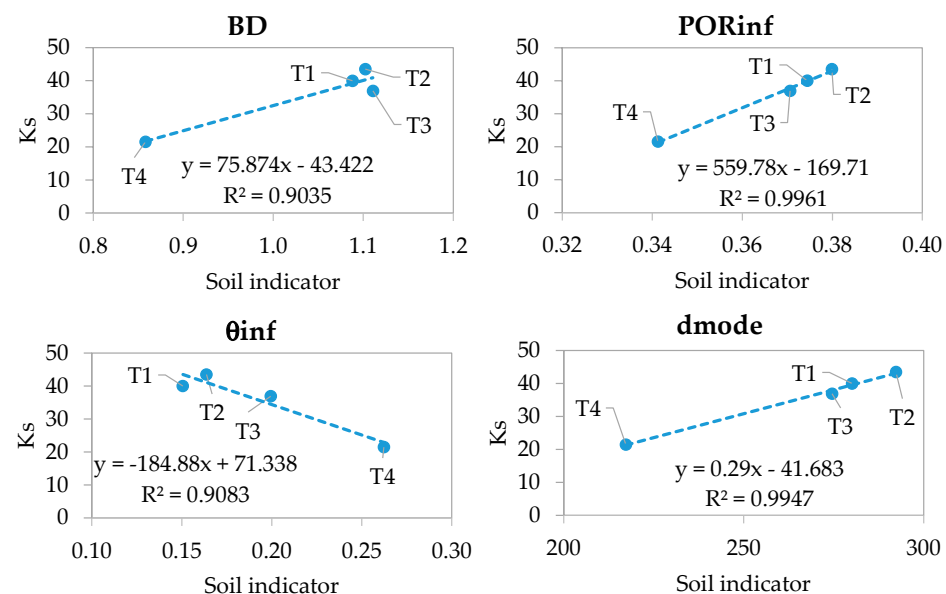 BD
50
40
30
20
10
0
Ks
T1
T2
T3
T4
y = 75.874x - 43.422
R² = 0.9035
0.8 0.9 1.0 1.1 1.2
Soil indicator
PORinf
50
40
30
20
10
0
Ks
T1
T2
T3
T4
y = 559.78x - 169.71
R² = 0.9961
0.32 0.34 0.36 0.38 0.40
Soil indicator
θinf
50
40
30
20
10
0
Ks
T1
T2
T3
T4
y = -184.88x + 71.338
R² = 0.9083
0.10 0.15 0.20 0.25 0.30
Soil indicator
dmode
50
40
30
20
10
0
Ks
T1
T2
T3
T4
y = 0.29x - 41.683
R² = 0.9947
200 250 300
Soil indicator